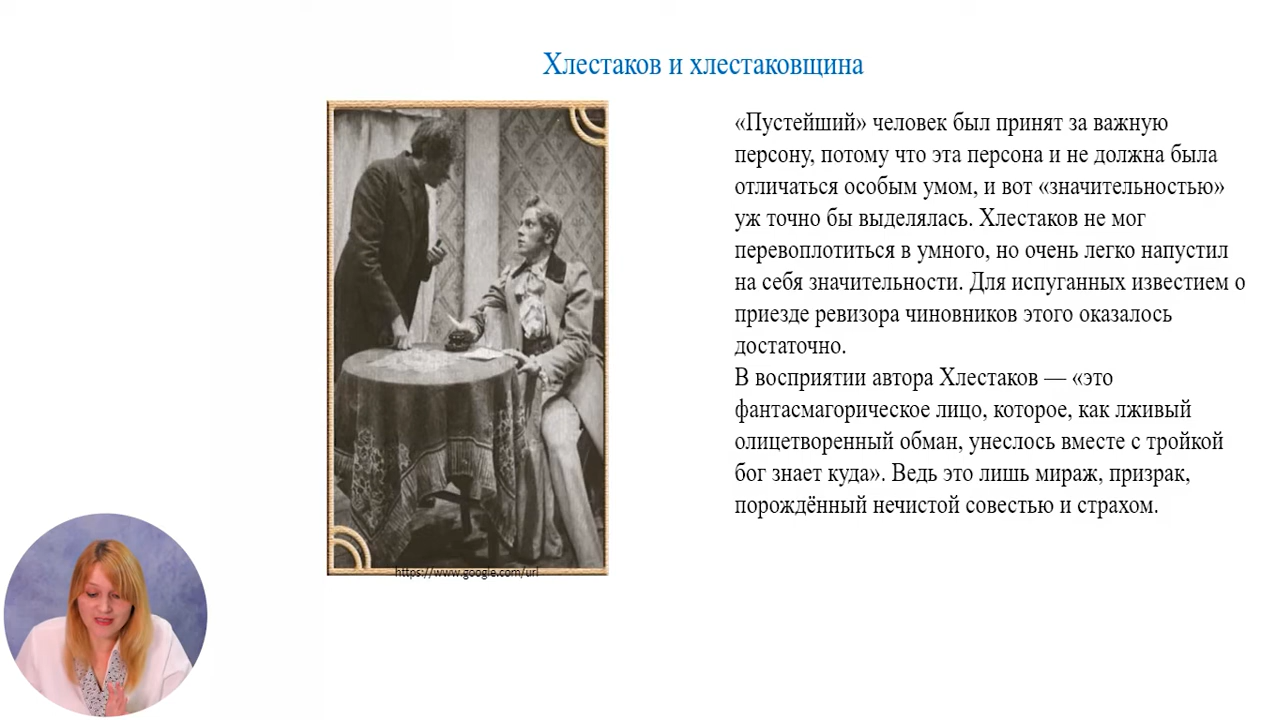 Хлестаков и хлестаковщина
«Пустейший» человек был принят за важную
персону, потому что эта персона и не должна была
отличаться особым умом, и вот «значительностью»
уж точно бы выделялась. Хлестаков не мог
перевоплотиться в умного, но очень легко напустил
на себя значительности. Для испуганных известием о
приезде ревизора чиновников этого оказалось
достаточно.
В восприятии автора Хлестаков — «это
фантасмагорическое лицо, которое, как лживый
олицетворенный обман, унеслось вместе с тройкой
бог знает куда». Ведь это лишь мираж, призрак,
порождённый нечистой совестью и страхом.
https://www.google.com/url